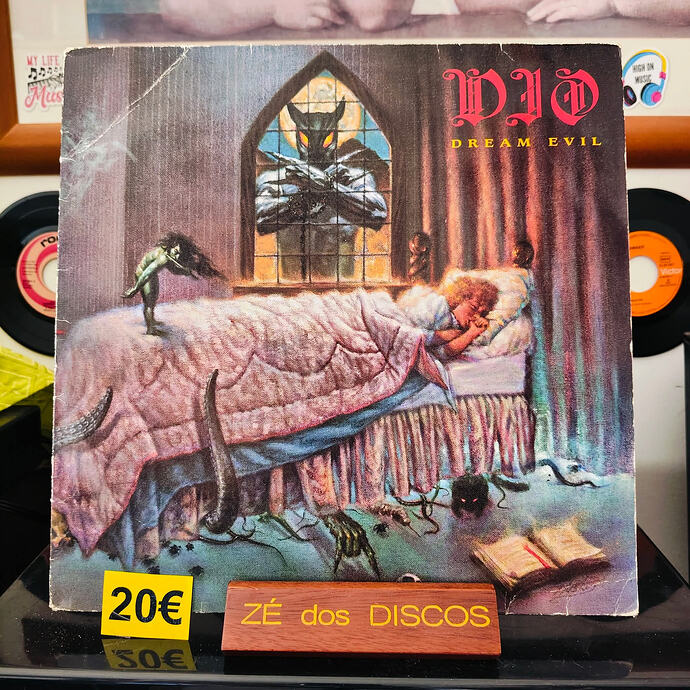 MY LIFE
Music
HIGH ON
MUSIC
DIO
DREAM EVIL
Victor
20€
ZÉ dos DISCOS